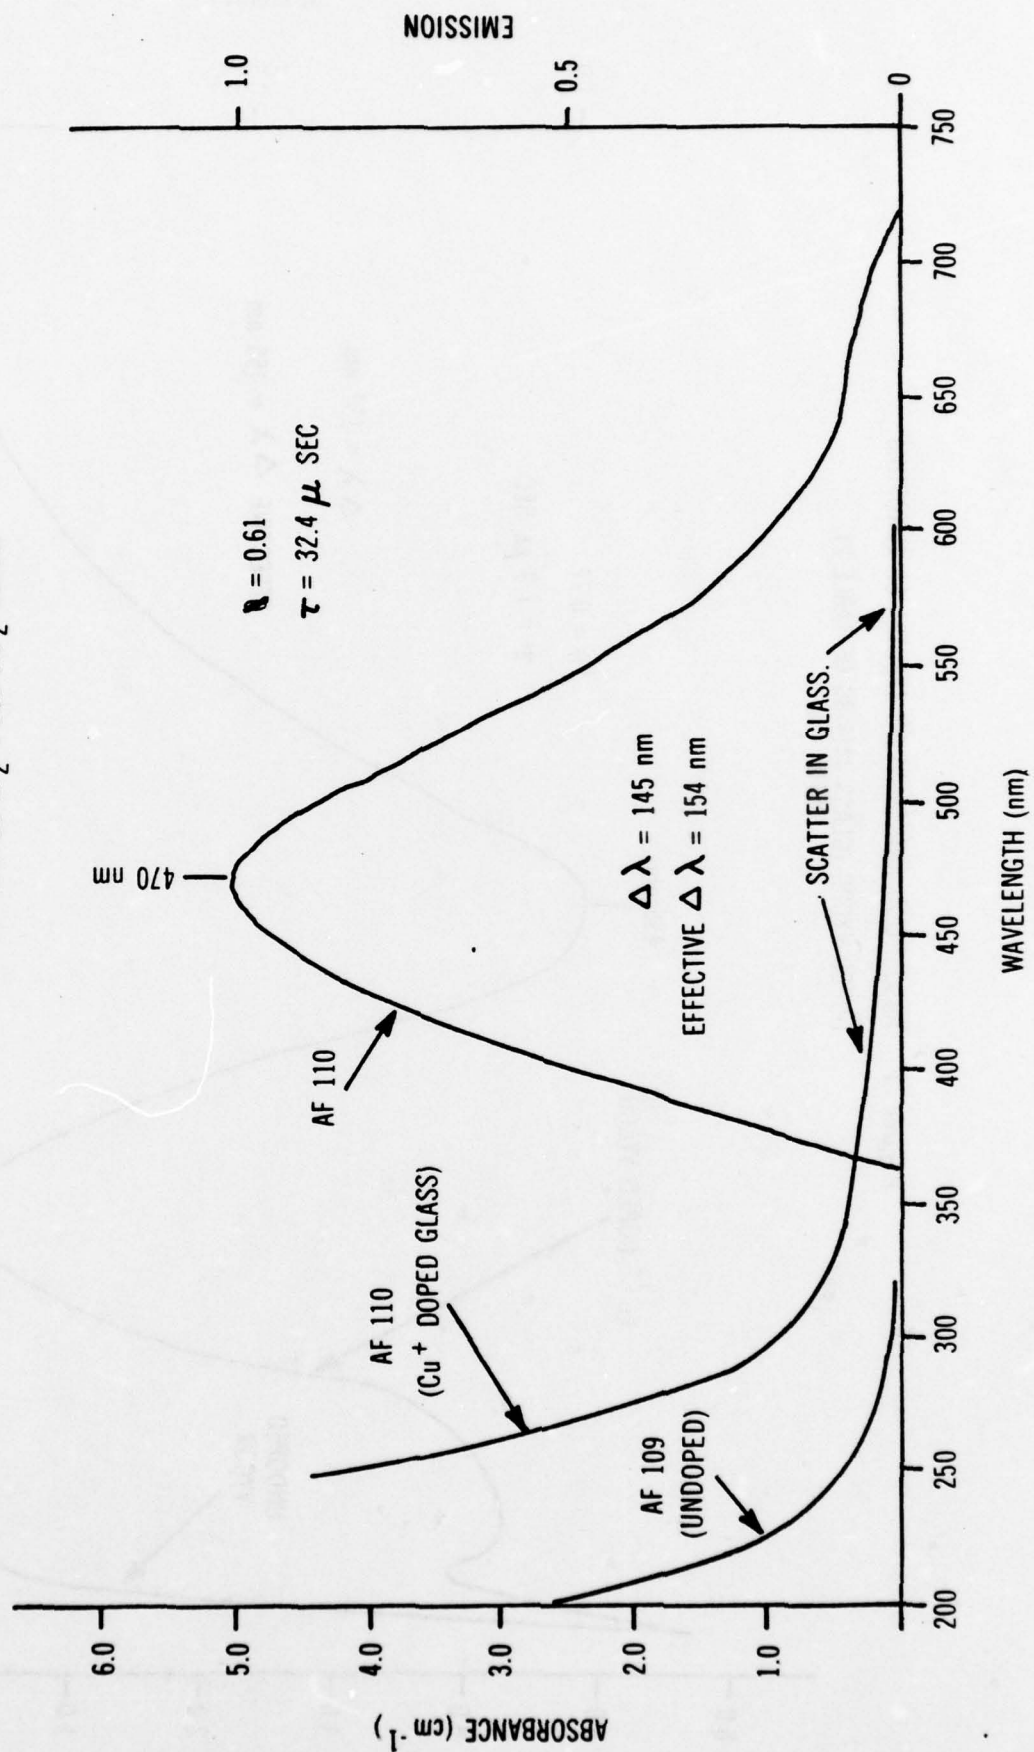 2
2
EMISSION
1.0
0.5
0
470 nm
= 0.61
τ = 32.4 μ SEC
AF 110
Δ λ = 145 nm
EFFECTIVE Δ λ = 154 nm
AF 110
(Cu⁺ DOPED GLASS)
AF 109
(UNDOPED)
SCATTER IN GLASS.
ABSORBANCE (cm⁻¹)
6.0
5.0
4.0
3.0
2.0
1.0
200 250 300 350 400 450 500 550 600 650 700 750
WAVELENGTH (nm)